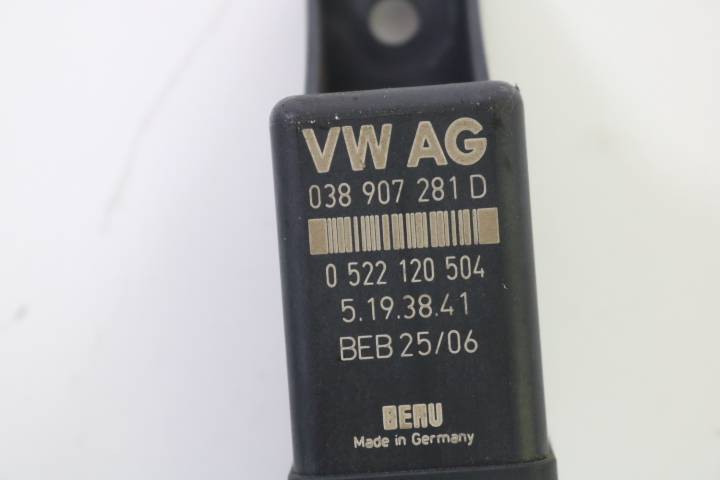 VW AG
038 907 281 D
0 522 120 504
5.19.38.41
BEB 25/06
BERU
Made in Germany